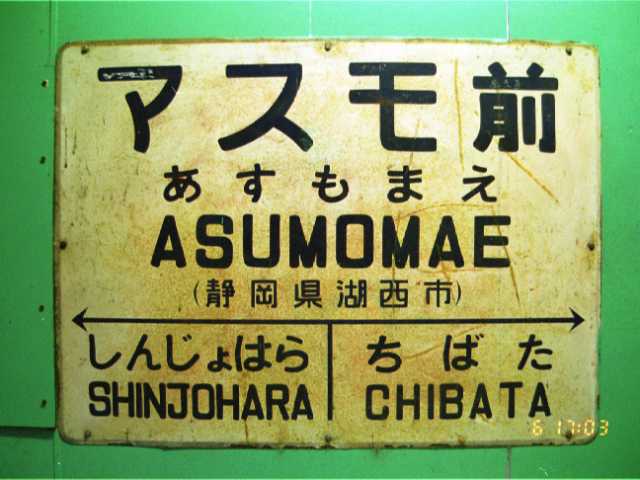 アスモ前
あすもまえ
ASUMOMAE
(静岡県湖西市)
しんじょはら ちばた
SHINJOHARA CHIBATA
6 17:03